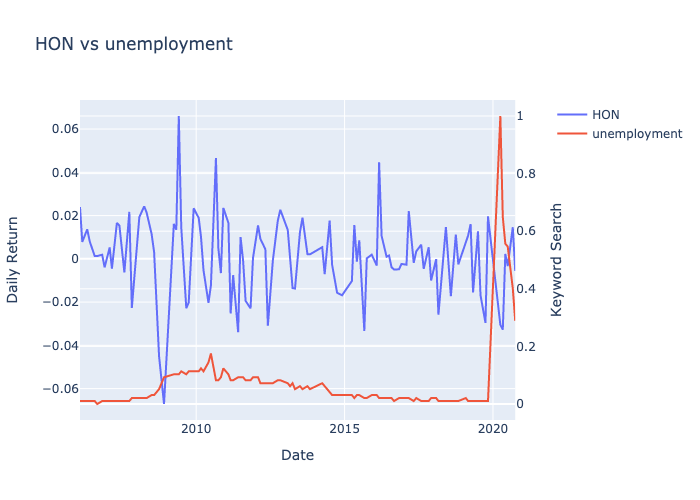 HON vs unemployment
HON
unemployment
0.06
0.04
0.02
0
−0.02
−0.04
−0.06
1
0.8
0.6
0.4
0.2
0
2010
2015
2020
Daily Return
Keyword Search
Date